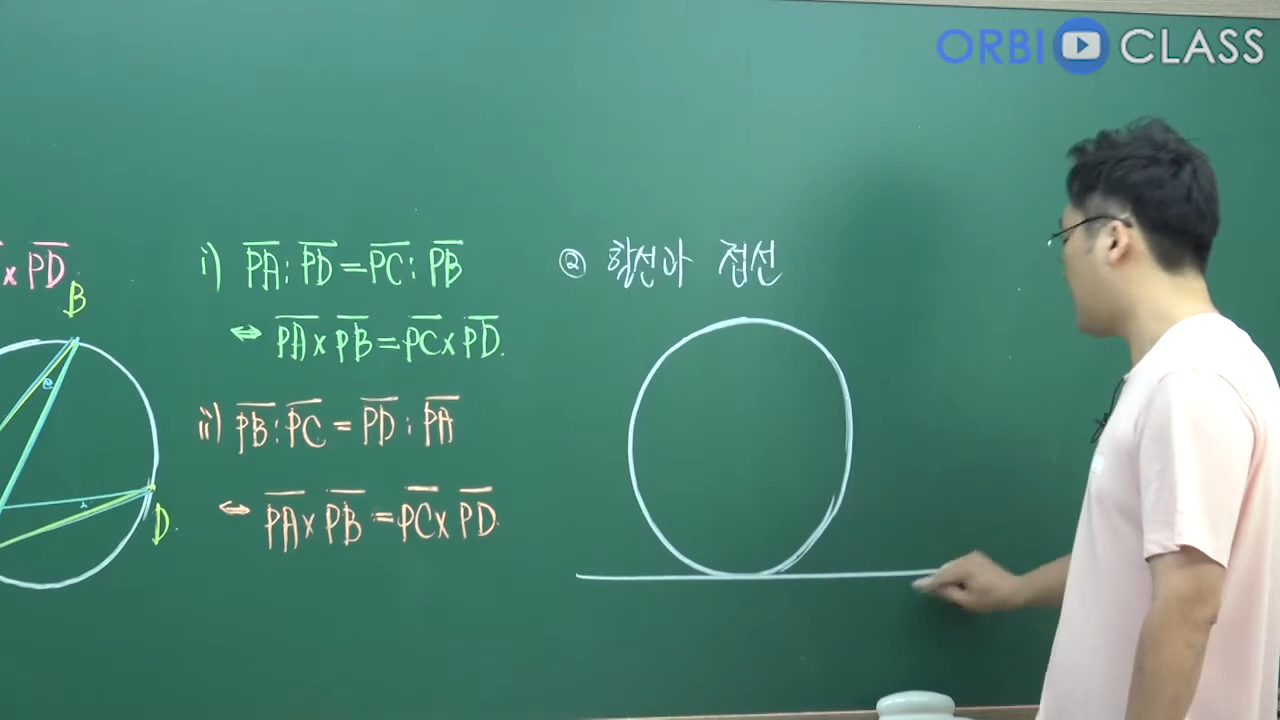 ORBI CLASS
× PD
B
D
i) PA : PD = PC : PB
⇔ PA × PB = PC × PD.
ii) PB : PC = PD : PA
⇔ PA × PB = PC × PD.
② 할선과 접선